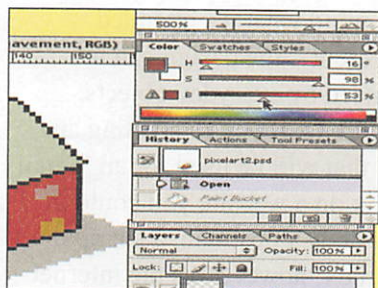 500%
avement, RGB)
140 150
Color Swatches Styles
H 16 °
S 98 %
B 53 %
History Actions Tool Presets
pixelart2.psd
Open
Paint Bucket
Layers Channels Paths
Normal Opacity: 100%
Lock: Fill: 100%